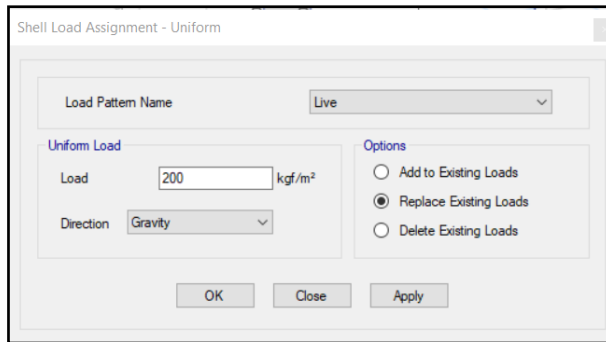 Shell Load Assignment - Uniform
Load Pattern Name
Live
Uniform Load
Load
200
kgf/m²
Direction
Gravity
Options
Add to Existing Loads
Replace Existing Loads
Delete Existing Loads
OK
Close
Apply